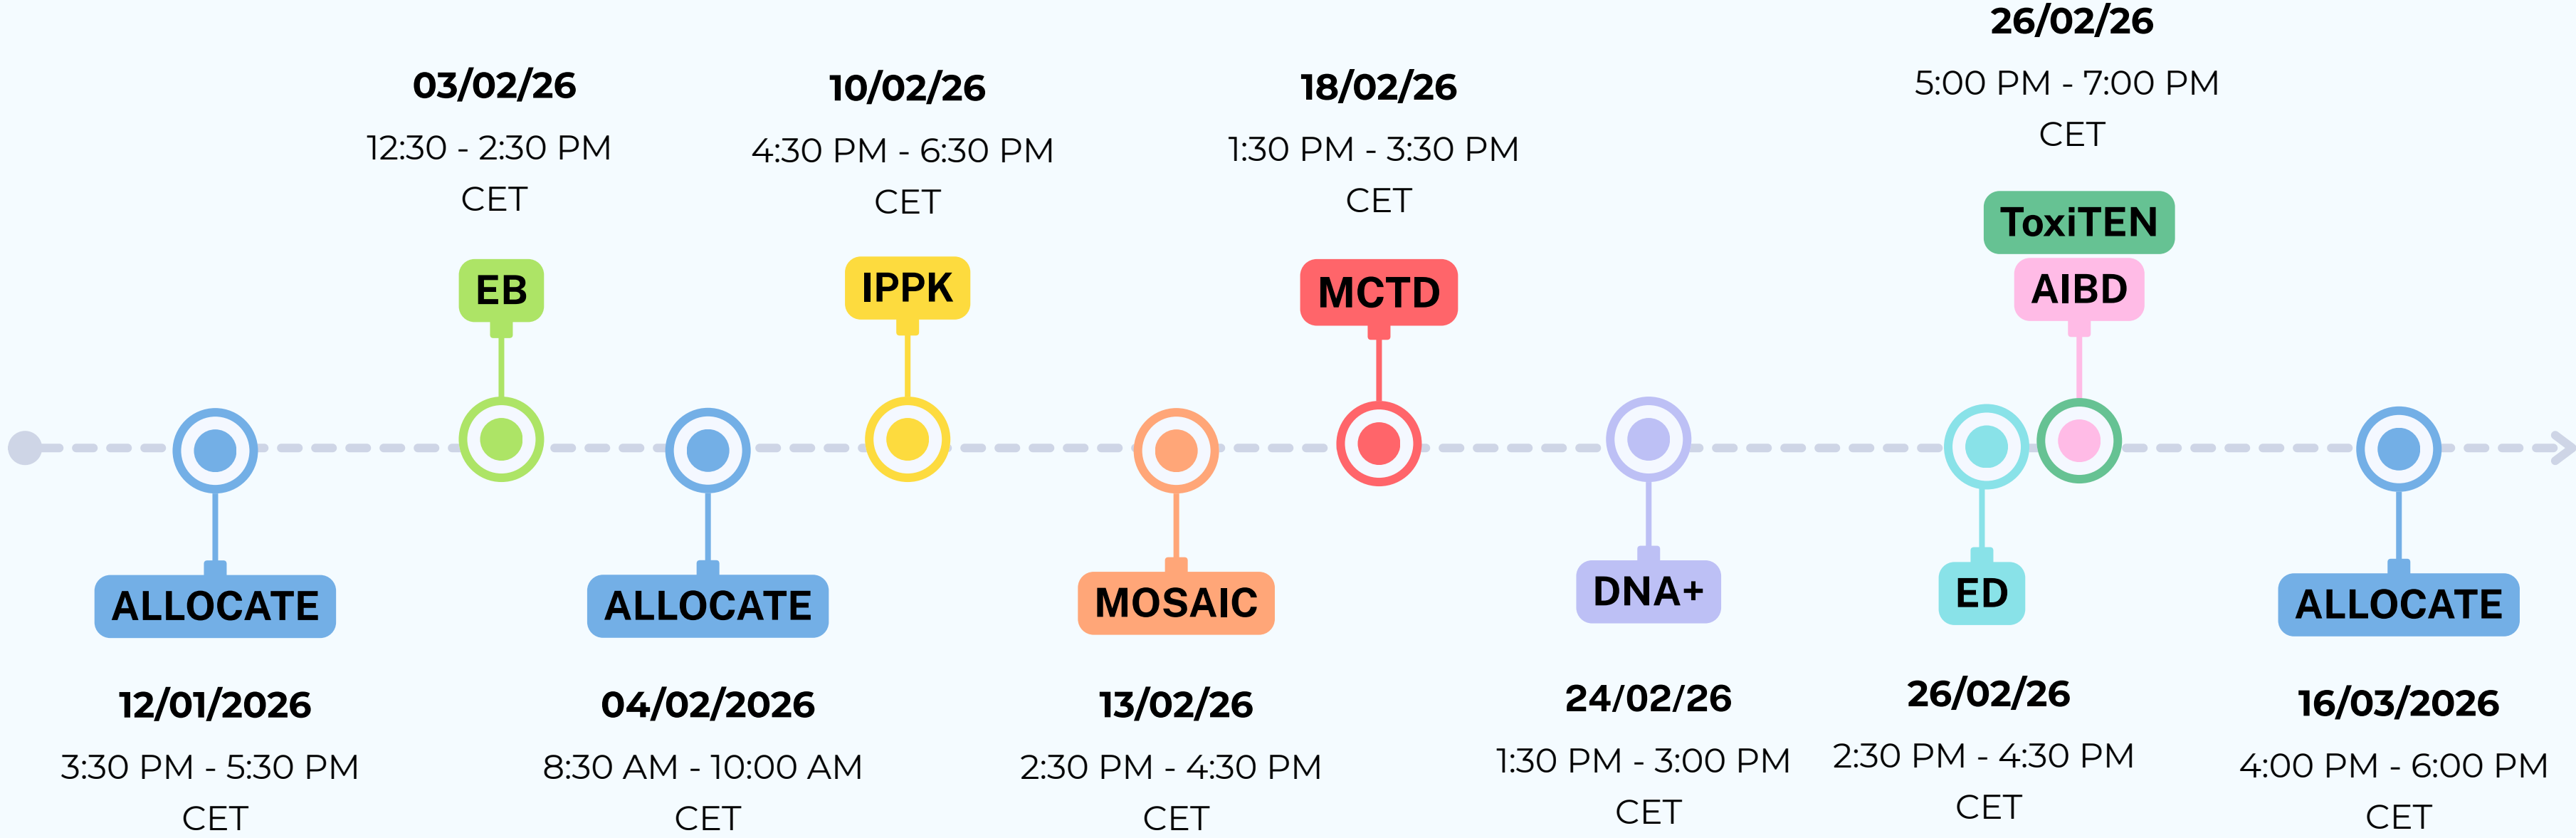 ALLOCATE
12/01/2026
3:30 PM - 5:30 PM
CET
03/02/26
12:30 - 2:30 PM
CET
EB
ALLOCATE
04/02/2026
8:30 AM - 10:00 AM
CET
10/02/26
4:30 PM - 6:30 PM
CET
IPPK
MOSAIC
13/02/26
2:30 PM - 4:30 PM
CET
18/02/26
1:30 PM - 3:30 PM
CET
MCTD
DNA+
24/02/26
1:30 PM - 3:00 PM
CET
ED
26/02/26
2:30 PM - 4:30 PM
CET
26/02/26
5:00 PM - 7:00 PM
CET
ToxiTEN
AIBD
ALLOCATE
16/03/2026
4:00 PM - 6:00 PM
CET